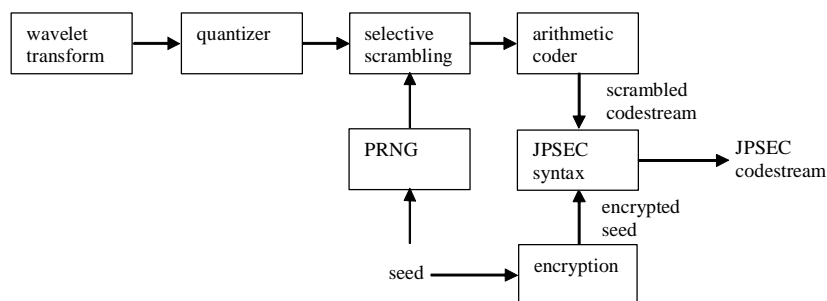 wavelet
transform
quantizer
selective
scrambling
arithmetic
coder
scrambled
codestream
PRNG
JPSEC
syntax
JPSEC
codestream
encrypted
seed
seed
encryption